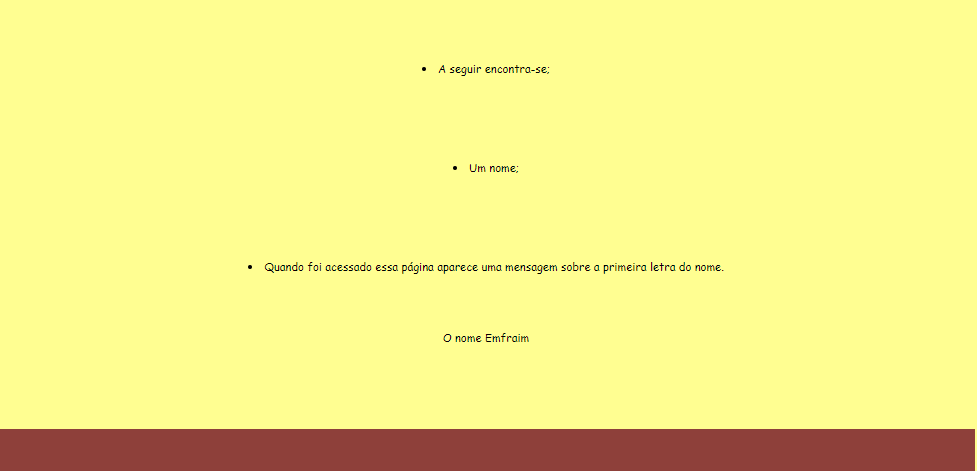 • A seguir encontra-se;
• Um nome;
• Quando foi acessado essa página aparece uma mensagem sobre a primeira letra do nome.
O nome Emfraim